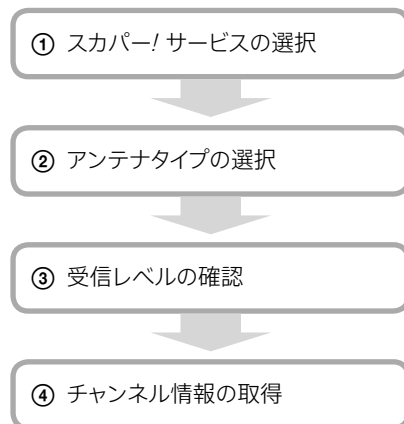 ① スカパー! サービスの選択
② アンテナタイプの選択
③ 受信レベルの確認
④ チャンネル情報の取得